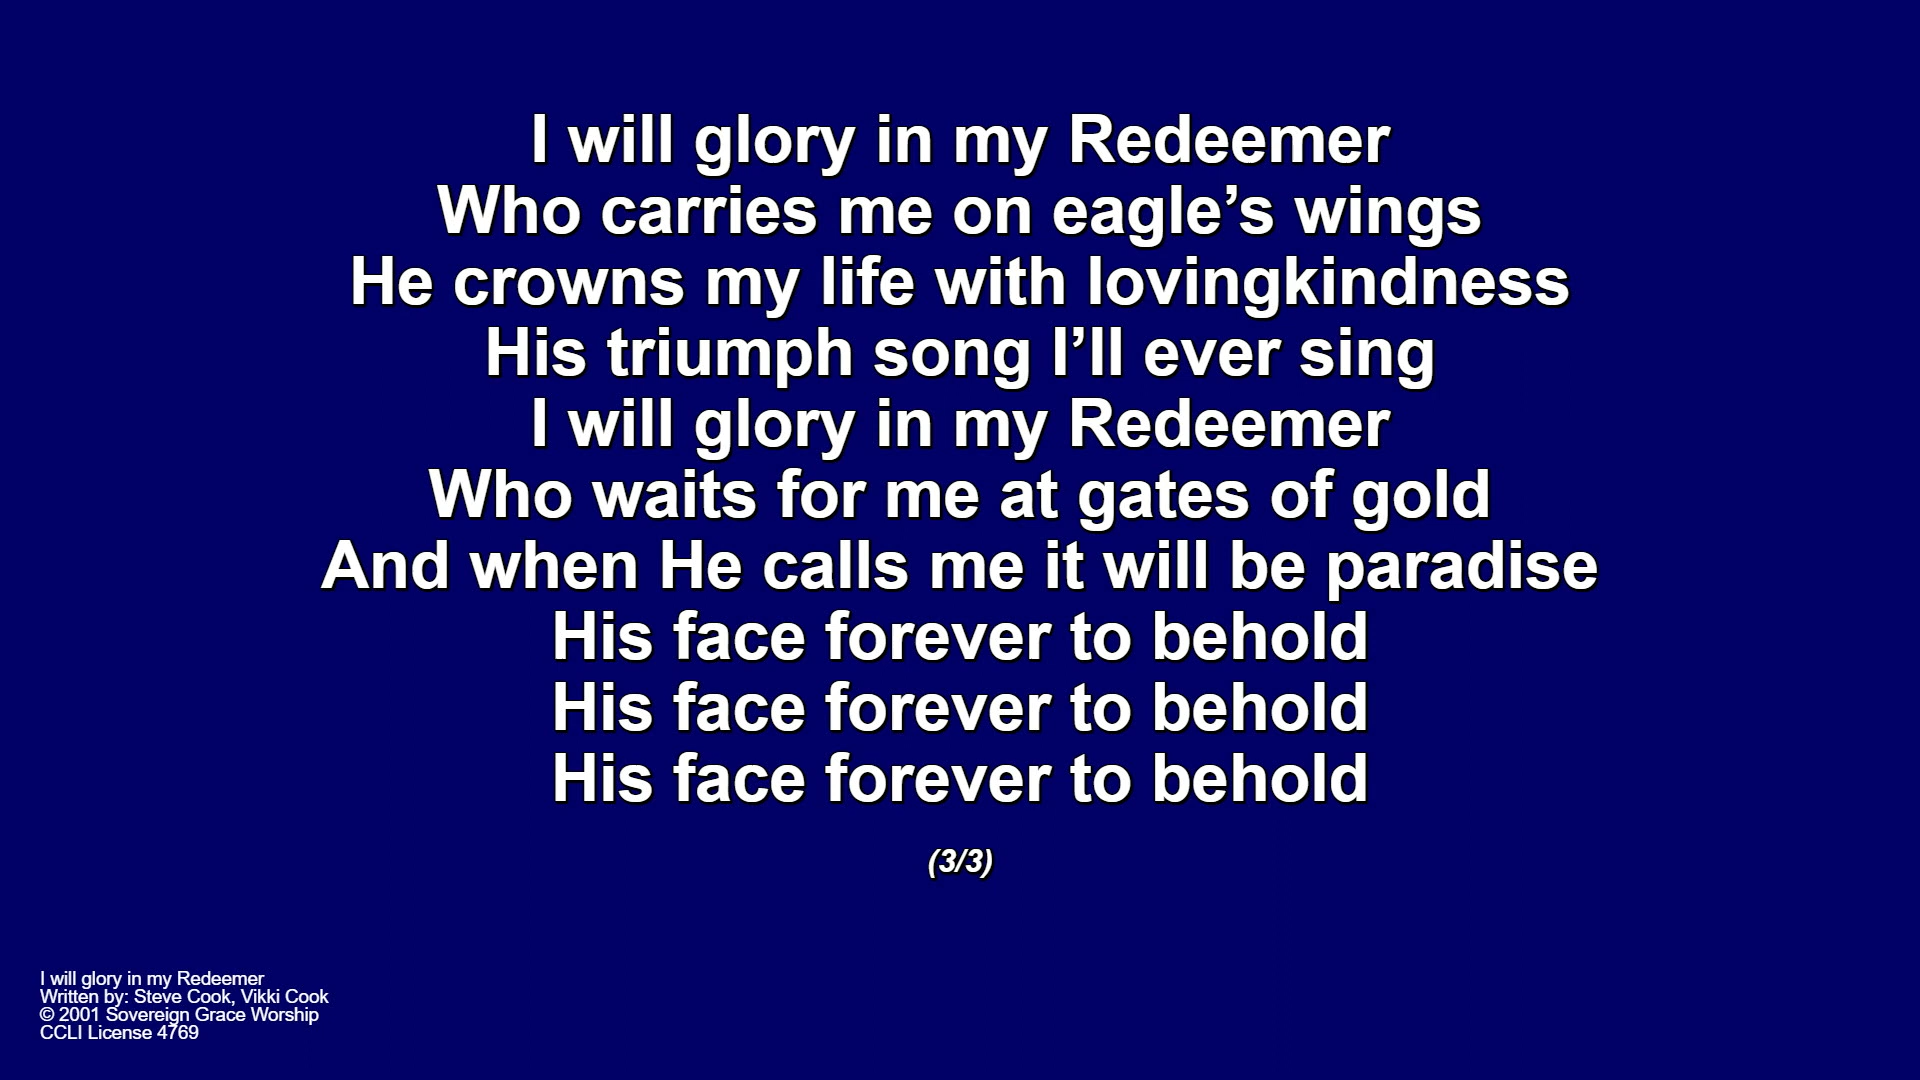 I will glory in my Redeemer
Who carries me on eagle’s wings
He crowns my life with lovingkindness
His triumph song I’ll ever sing
I will glory in my Redeemer
Who waits for me at gates of gold
And when He calls me it will be paradise
His face forever to behold
His face forever to behold
His face forever to behold
(3/3)
I will glory in my Redeemer
Written by: Steve Cook, Vikki Cook
© 2001 Sovereign Grace Worship
CCLI License 4769